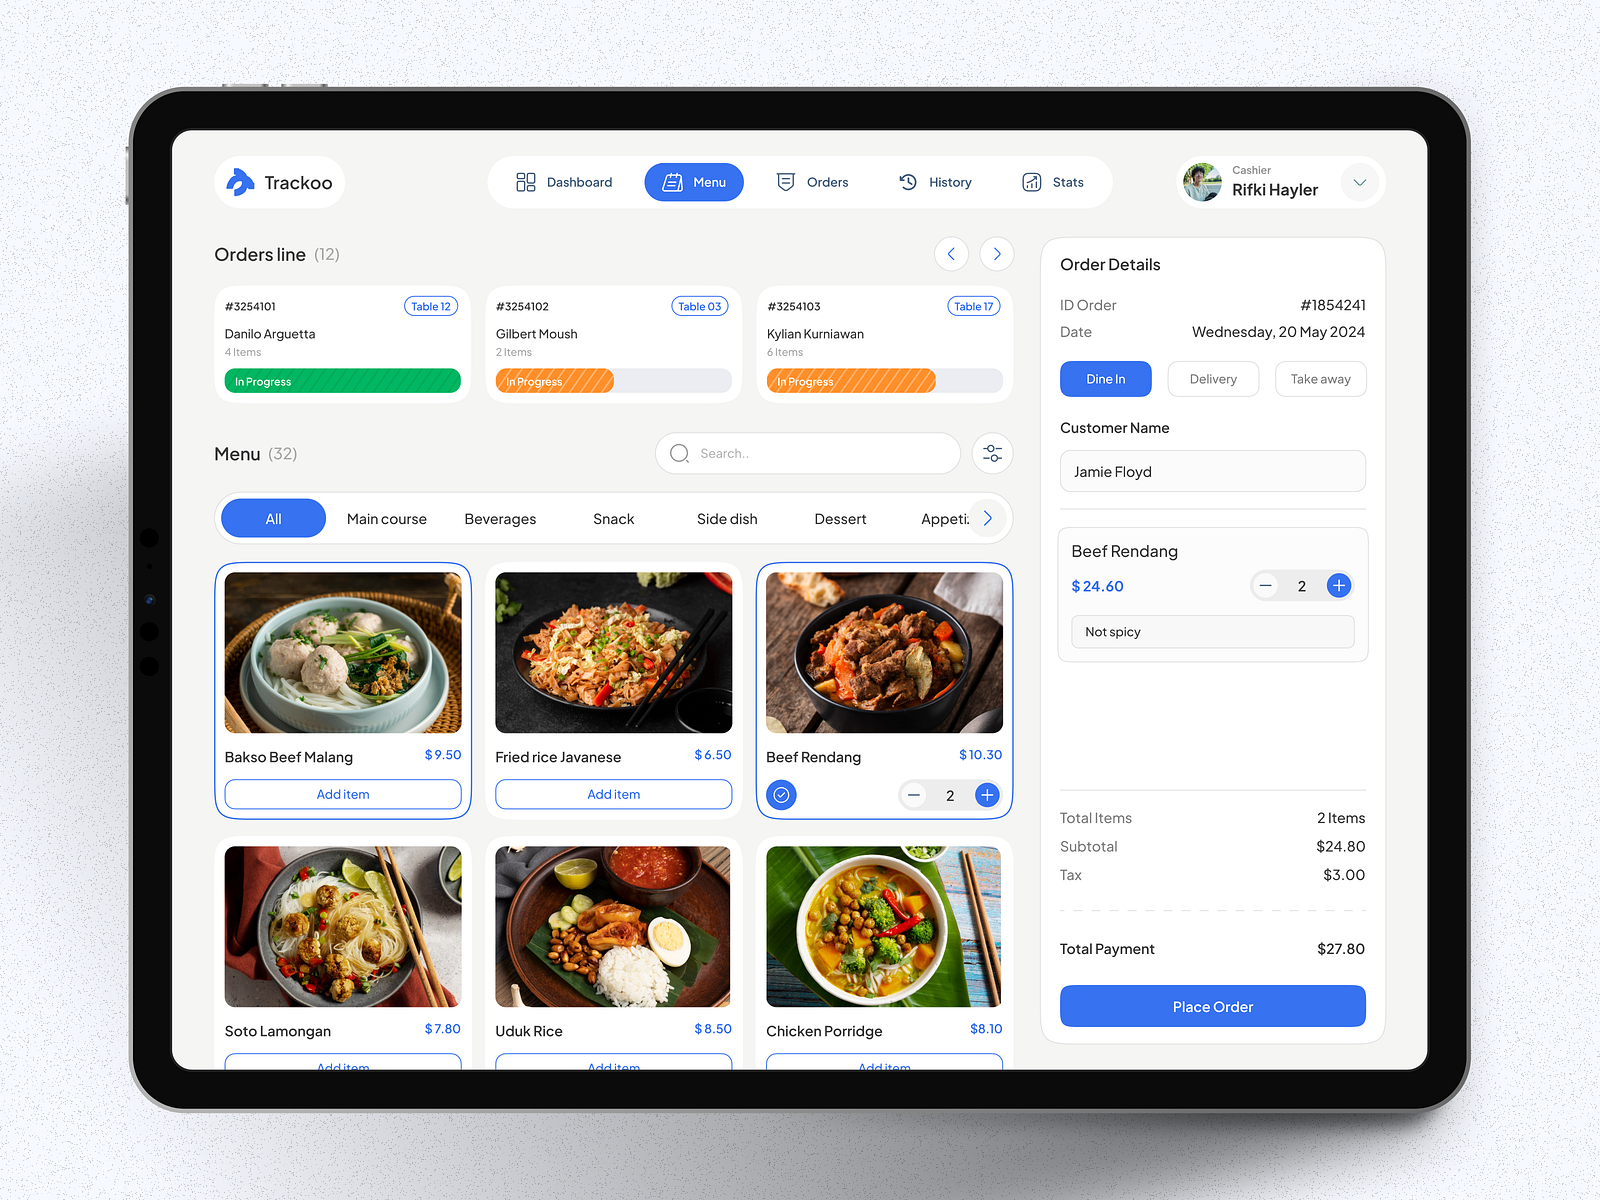 Trackoo
Dashboard
Menu
Orders
History
Stats
Cashier
Rifki Hayler
Orders line (12)
#3254101
Table 12
Danilo Arguetta
4 Items
In Progress
#3254102
Table 03
Gilbert Moush
2 Items
In Progress
#3254103
Table 17
Kylian Kurniawan
6 Items
In Progress
Menu (32)
Search..
All
Main course
Beverages
Snack
Side dish
Dessert
Appeti
Bakso Beef Malang
$ 9.50
Add item
Fried rice Javanese
$ 6.50
Add item
Beef Rendang
$ 10.30
2
Soto Lamongan
$ 7.80
Add item
Uduk Rice
$ 8.50
Add item
Chicken Porridge
$8.10
Add item
Order Details
ID Order
#1854241
Date
Wednesday, 20 May 2024
Dine In
Delivery
Take away
Customer Name
Jamie Floyd
Beef Rendang
$ 24.60
2
Not spicy
Total Items
2 Items
Subtotal
$24.80
Tax
$3.00
Total Payment
$27.80
Place Order